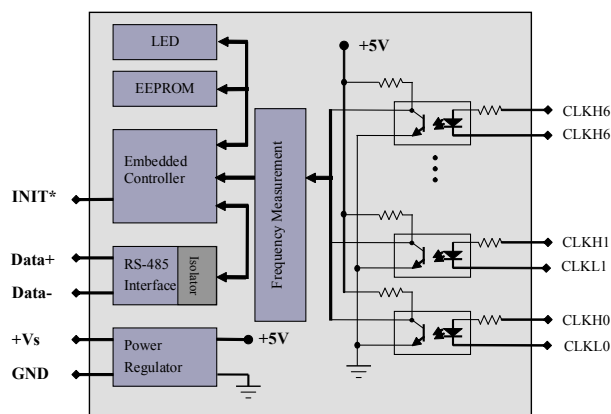 LED
+5V
EEPROM
CLKH6
CLKH6
Embedded
Controller
Frequency Measurement
INIT*
Data+
RS-485
Interface
Isolator
Data-
CLKH1
CLKL1
+Vs
Power
Regulator
+5V
GND
CLKH0
CLKL0